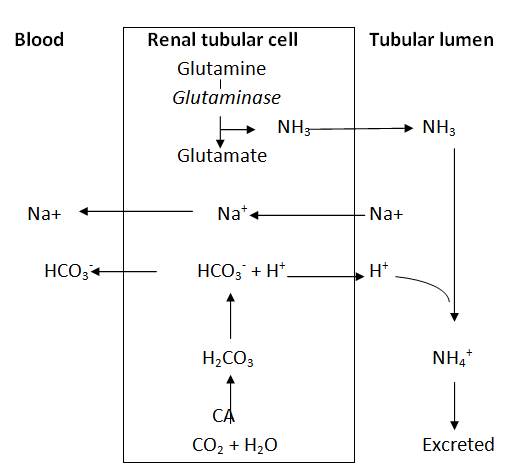 Blood Renal tubular cell Tubular lumen
Glutamine
Glutaminase
NH₃ NH₃
Glutamate
Na+ Na⁺ Na+
HCO₃⁻ HCO₃⁻ + H⁺ H⁺
H₂CO₃ NH₄⁺
CA
CO₂ + H₂O Excreted